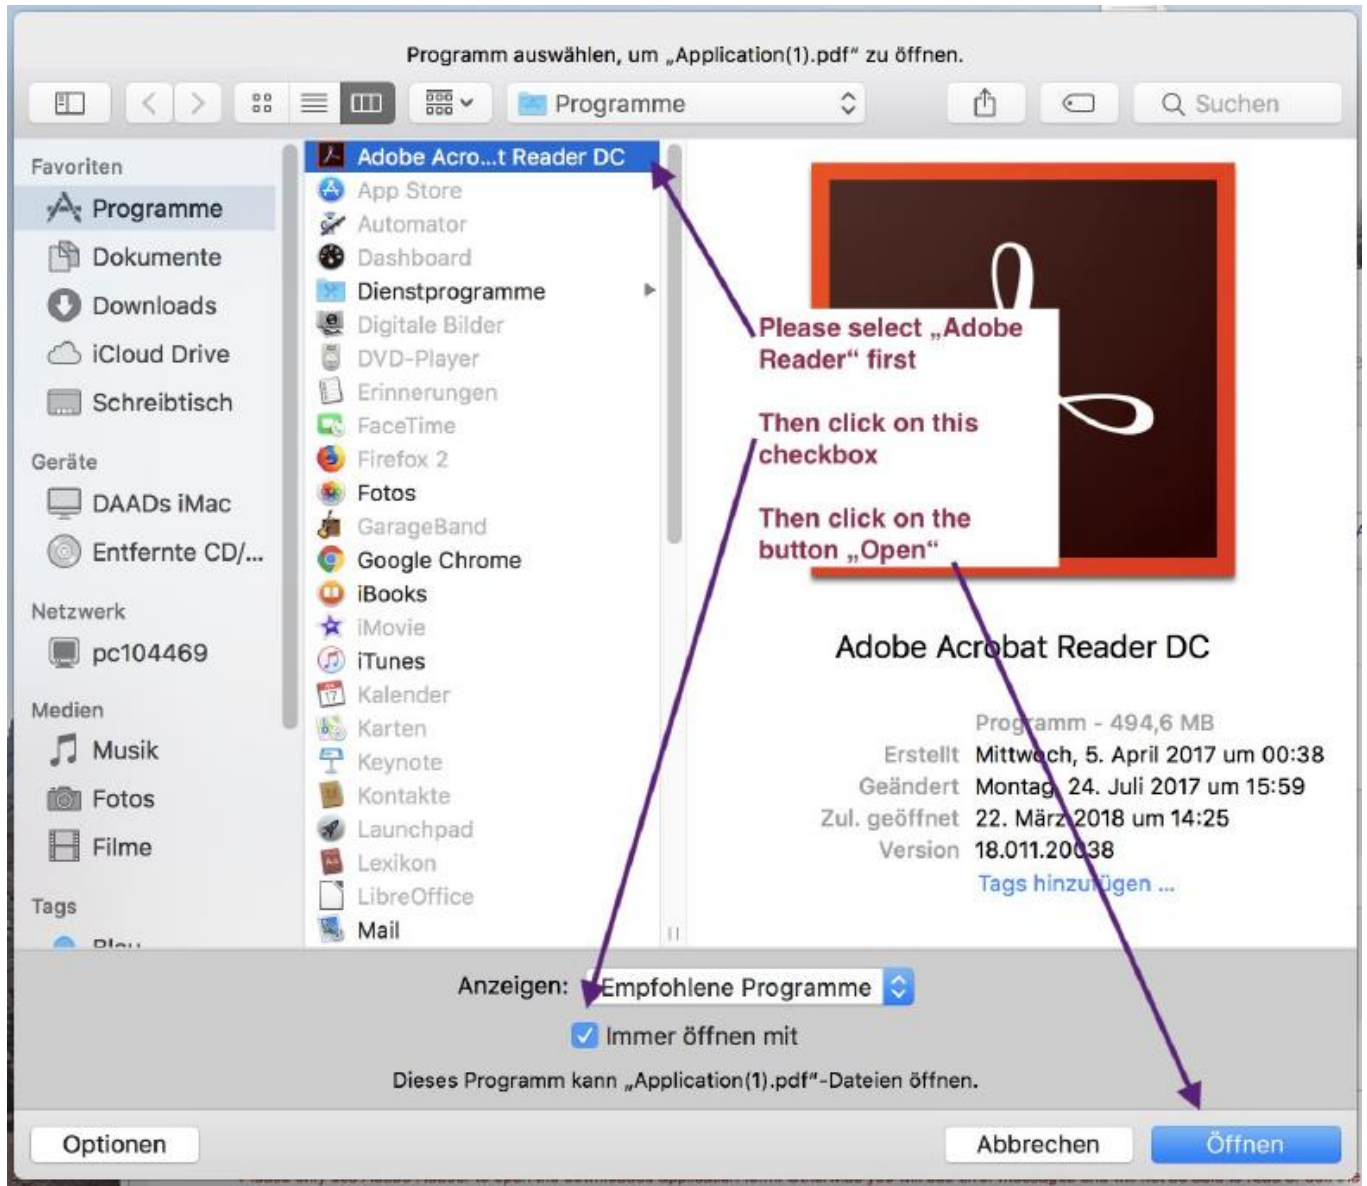 Programm auswählen, um „Application(1).pdf“ zu öffnen.
Programme
Suchen
Favoriten
Programme
Dokumente
Downloads
iCloud Drive
Schreibtisch
Geräte
DAADs iMac
Entfernte CD/...
Netzwerk
pc104469
Medien
Musik
Fotos
Filme
Tags
Blau
Adobe Acro...t Reader DC
App Store
Automator
Dashboard
Dienstprogramme
Digitale Bilder
DVD-Player
Erinnerungen
FaceTime
Firefox 2
Fotos
GarageBand
Google Chrome
iBooks
iMovie
iTunes
Kalender
Karten
Keynote
Kontakte
Launchpad
Lexikon
LibreOffice
Mail
Please select „Adobe
Reader“ first
Then click on this
checkbox
Then click on the
button „Open“
Adobe Acrobat Reader DC
Programm - 494,6 MB
Erstellt Mittwoch, 5. April 2017 um 00:38
Geändert Montag, 24. Juli 2017 um 15:59
Zul. geöffnet 22. März 2018 um 14:25
Version 18.011.20038
Tags hinzufügen ...
Anzeigen: Empfohlene Programme
Immer öffnen mit
Dieses Programm kann „Application(1).pdf“-Dateien öffnen.
Optionen
Abbrechen
Öffnen